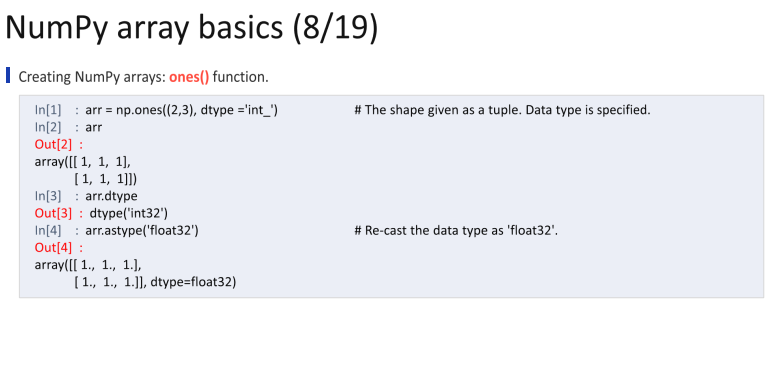 NumPy array basics (8/19)
Creating NumPy arrays: ones() function.
In[1] : arr = np.ones((2,3), dtype ='int_') # The shape given as a tuple. Data type is specified.
In[2] : arr
Out[2] :
array([[ 1, 1, 1],
[ 1, 1, 1]])
In[3] : arr.dtype
Out[3] : dtype('int32')
In[4] : arr.astype('float32') # Re-cast the data type as 'float32'.
Out[4] :
array([[ 1., 1., 1.],
[ 1., 1., 1.]], dtype=float32)